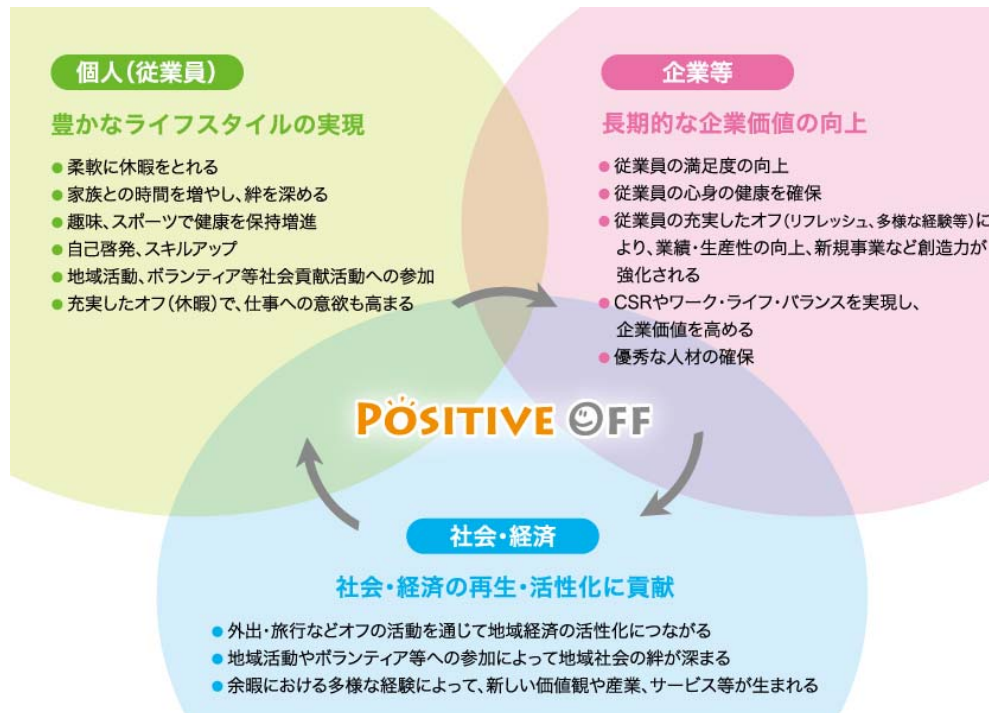 個人(従業員)
豊かなライフスタイルの実現
●柔軟に休暇をとれる
●家族との時間を増やし、絆を深める
●趣味、スポーツで健康を保持増進
●自己啓発、スキルアップ
●地域活動、ボランティア等社会貢献活動への参加
●充実したオフ(休暇)で、仕事への意欲も高まる
企業等
長期的な企業価値の向上
●従業員の満足度の向上
●従業員の心身の健康を確保
●従業員の充実したオフ(リフレッシュ、多様な経験等)に
より、業績・生産性の向上、新規事業など創造力が
強化される
●CSRやワーク・ライフ・バランスを実現し、
企業価値を高める
●優秀な人材の確保
POSITIVE OFF
社会・経済
社会・経済の再生・活性化に貢献
●外出・旅行などオフの活動を通じて地域経済の活性化につながる
●地域活動やボランティア等への参加によって地域社会の絆が深まる
●余暇における多様な経験によって、新しい価値観や産業、サービス等が生まれる